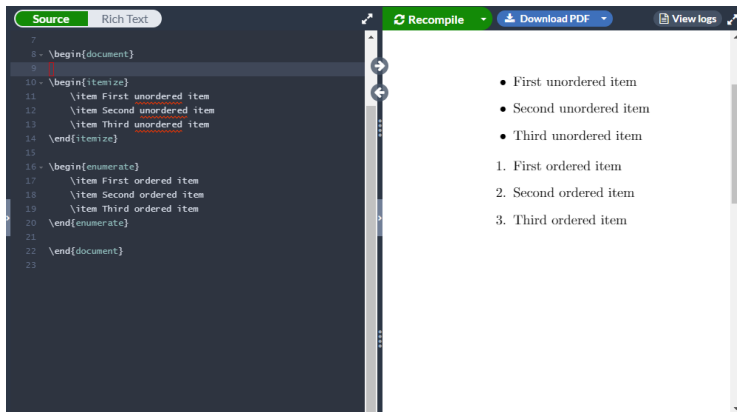 Source Rich Text
Recompile Download PDF View logs
7
8 \begin{document}
9
10 \begin{itemize}
11 \item First unordered item
12 \item Second unordered item
13 \item Third unordered item
14 \end{itemize}
15
16 \begin{enumerate}
17 \item First ordered item
18 \item Second ordered item
19 \item Third ordered item
20 \end{enumerate}
21
22 \end{document}
23
• First unordered item
• Second unordered item
• Third unordered item
1. First ordered item
2. Second ordered item
3. Third ordered item